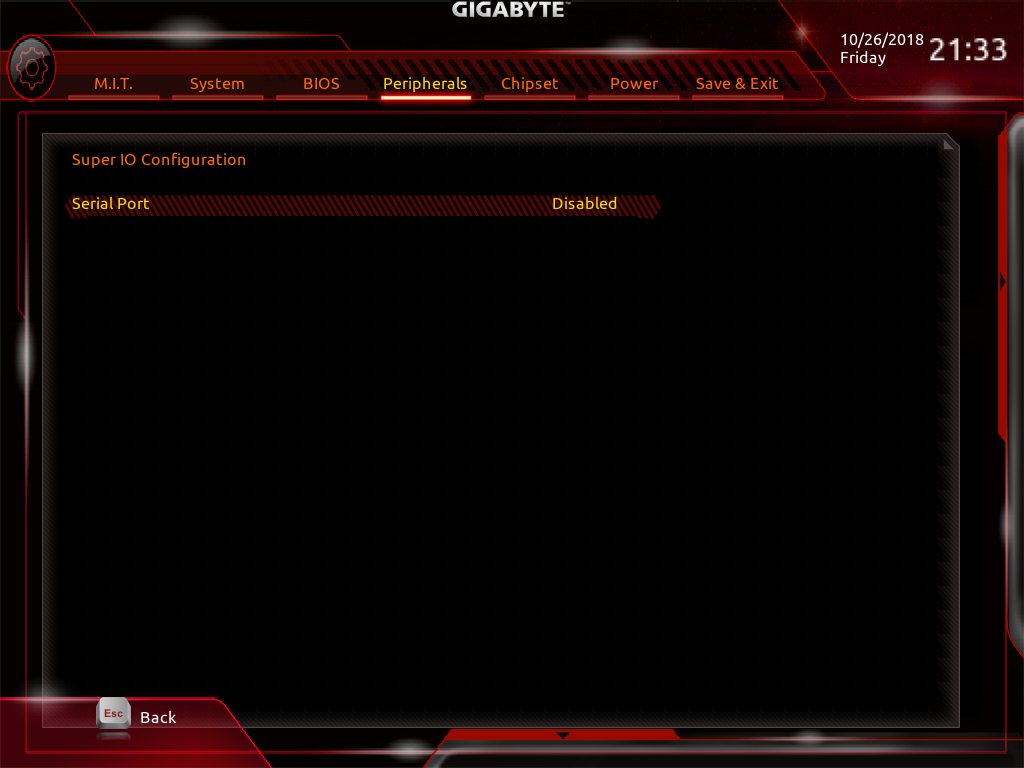 GIGABYTE™
10/26/2018
Friday
21:33
M.I.T. System BIOS Peripherals Chipset Power Save & Exit
Super IO Configuration
Serial Port Disabled
Esc Back